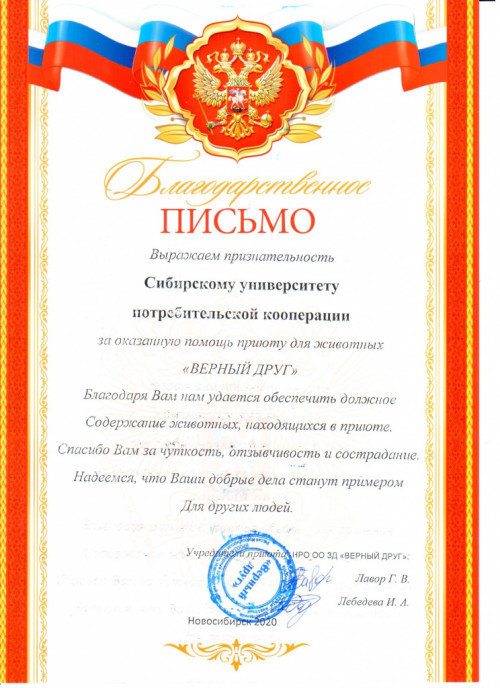 Благодарственное
ПИСЬМО
Выражаем признательность
Сибирскому университету
потребительской кооперации
за оказанную помощь приюту для животных
«ВЕРНЫЙ ДРУГ»
Благодаря Вам нам удается обеспечить должное
Содержание животных, находящихся в приюте.
Спасибо Вам за чуткость, отзывчивость и сострадание.
Надеемся, что Ваши добрые дела станут примером
Для других людей.
Учредители приюта НРО ОО ЗД «ВЕРНЫЙ ДРУГ»:
«Верный
друг»
Лавор Г. В.
Лебедева И. А.
Новосибирск 2020